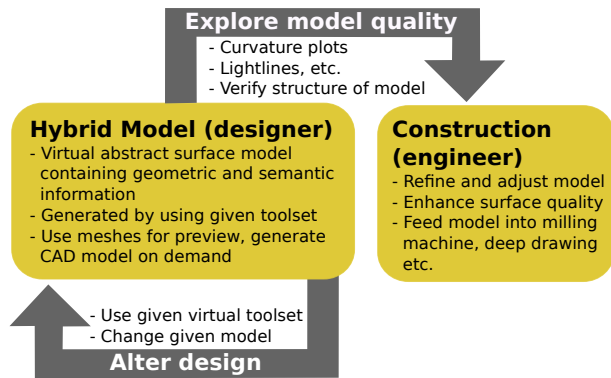 Explore model quality
- Curvature plots
- Lightlines, etc.
- Verify structure of model
Hybrid Model (designer)
- Virtual abstract surface model
containing geometric and semantic
information
- Generated by using given toolset
- Use meshes for preview, generate
CAD model on demand
Construction
(engineer)
- Refine and adjust model
- Enhance surface quality
- Feed model into milling
machine, deep drawing
etc.
- Use given virtual toolset
- Change given model
Alter design